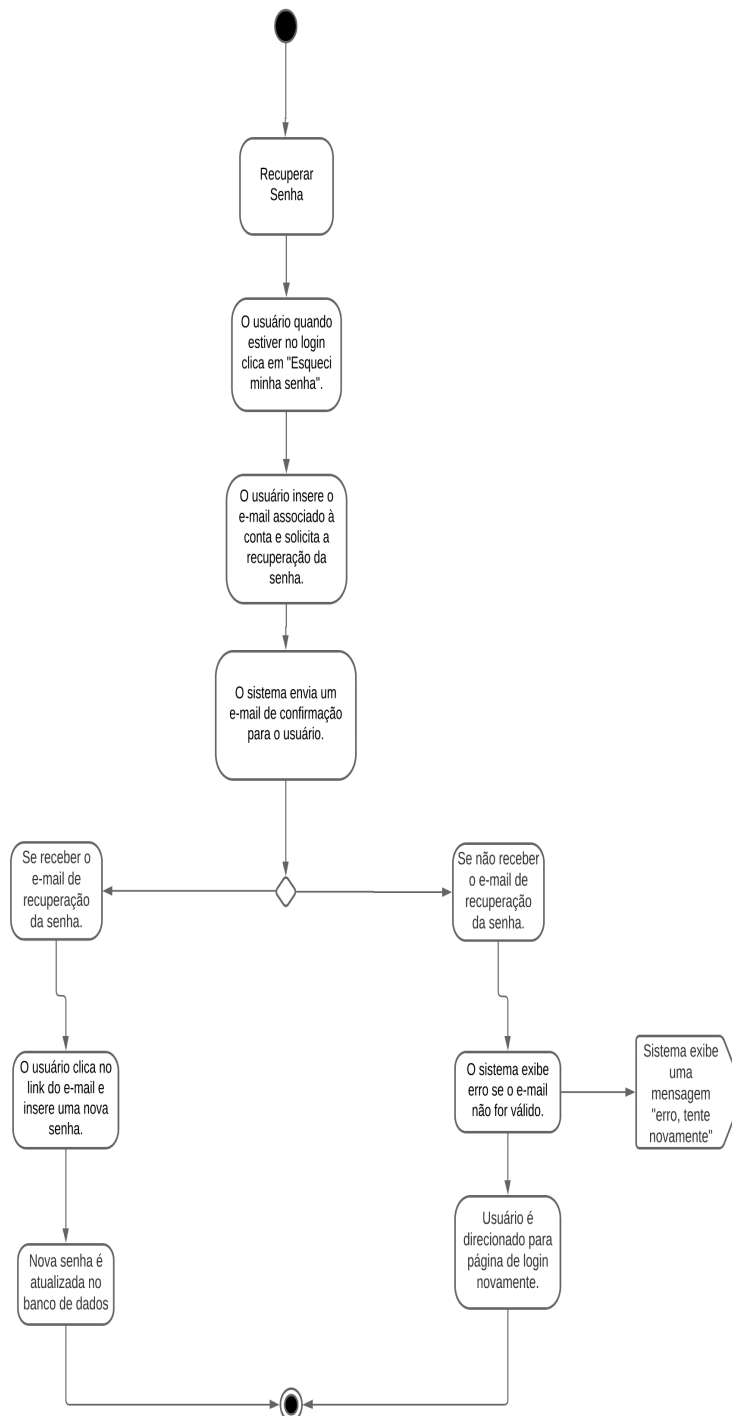 Recuperar
Senha
O usuário quando
estiver no login
clica em "Esqueci
minha senha".
O usuário insere o
e-mail associado à
conta e solicita a
recuperação da
senha.
O sistema envia um
e-mail de confirmação
para o usuário.
Se receber o
e-mail de
recuperação
da senha.
Se não receber
o e-mail de
recuperação
da senha.
O usuário clica no
link do e-mail e
insere uma nova
senha.
O sistema exibe
erro se o e-mail
não for válido.
Sistema exibe
uma
mensagem
"erro, tente
novamente"
Nova senha é
atualizada no
banco de dados
Usuário é
direcionado para
página de login
novamente.